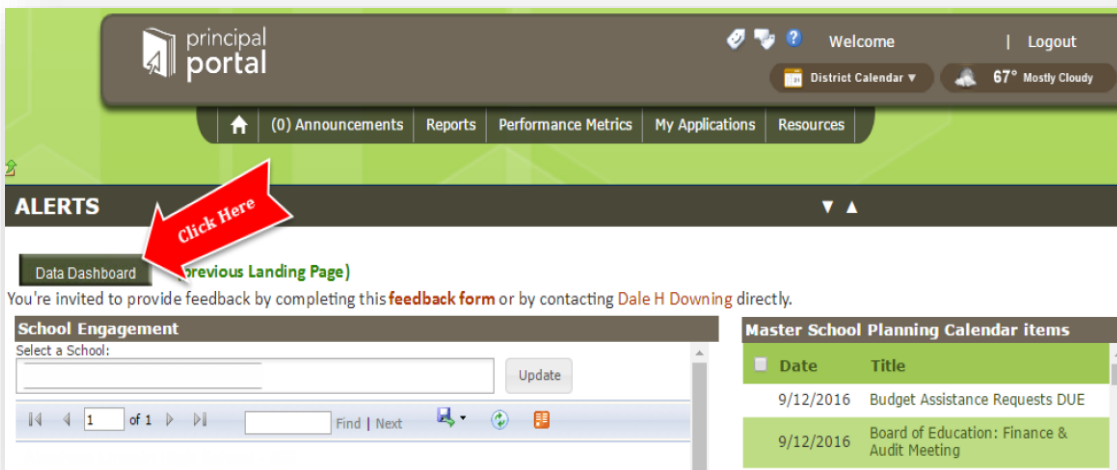 principal
portal
Welcome | Logout
District Calendar ▾ 67° Mostly Cloudy
(0) Announcements Reports Performance Metrics My Applications Resources
ALERTS ▼ ▲
Click Here
Data Dashboard previous Landing Page)
You're invited to provide feedback by completing this feedback form or by contacting Dale H Downing directly.
School Engagement
Select a School:
Update
1 of 1 Find | Next
Master School Planning Calendar items
Date Title
9/12/2016 Budget Assistance Requests DUE
9/12/2016 Board of Education: Finance &
Audit Meeting